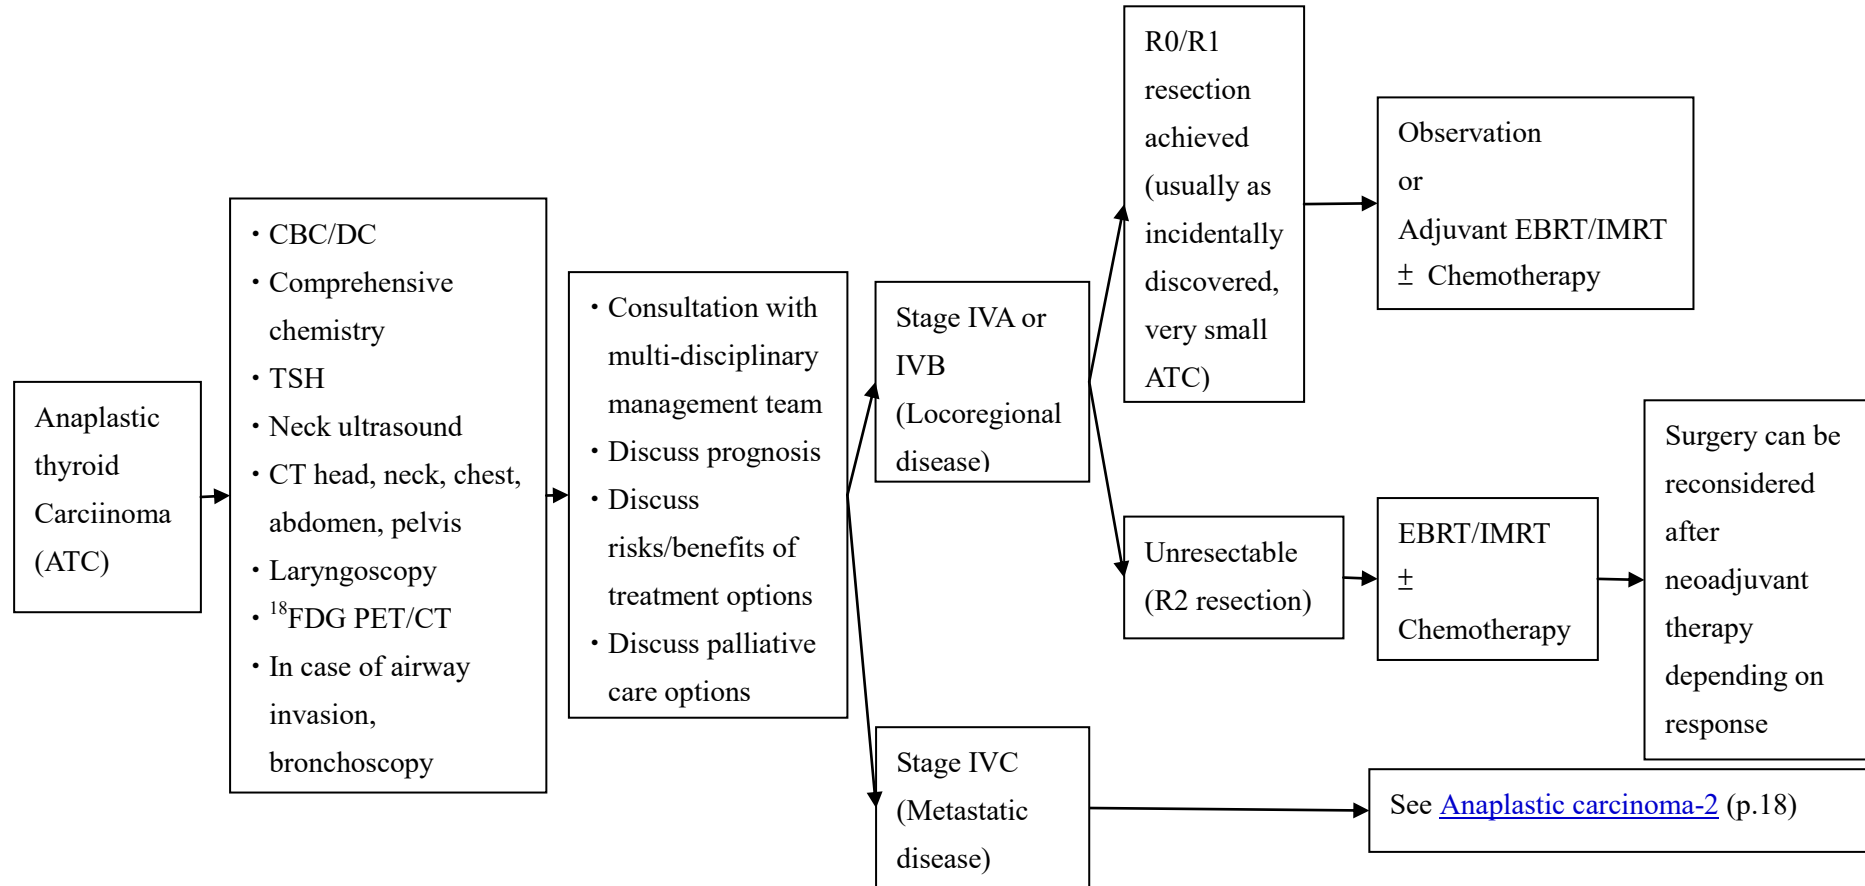 Anaplastic
thyroid
Carciinoma
(ATC)
・CBC/DC
・Comprehensive
chemistry
・TSH
・Neck ultrasound
・CT head, neck, chest,
abdomen, pelvis
・Laryngoscopy
・¹⁸FDG PET/CT
・In case of airway
invasion,
bronchoscopy
・Consultation with
multi-disciplinary
management team
・Discuss prognosis
・Discuss
risks/benefits of
treatment options
・Discuss palliative
care options
Stage IVA or
IVB
(Locoregional
disease)
R0/R1
resection
achieved
(usually as
incidentally
discovered,
very small
ATC)
Observation
or
Adjuvant EBRT/IMRT
± Chemotherapy
Unresectable
(R2 resection)
EBRT/IMRT
±
Chemotherapy
Surgery can be
reconsidered
after
neoadjuvant
therapy
depending on
response
Stage IVC
(Metastatic
disease)
See Anaplastic carcinoma-2 (p.18)